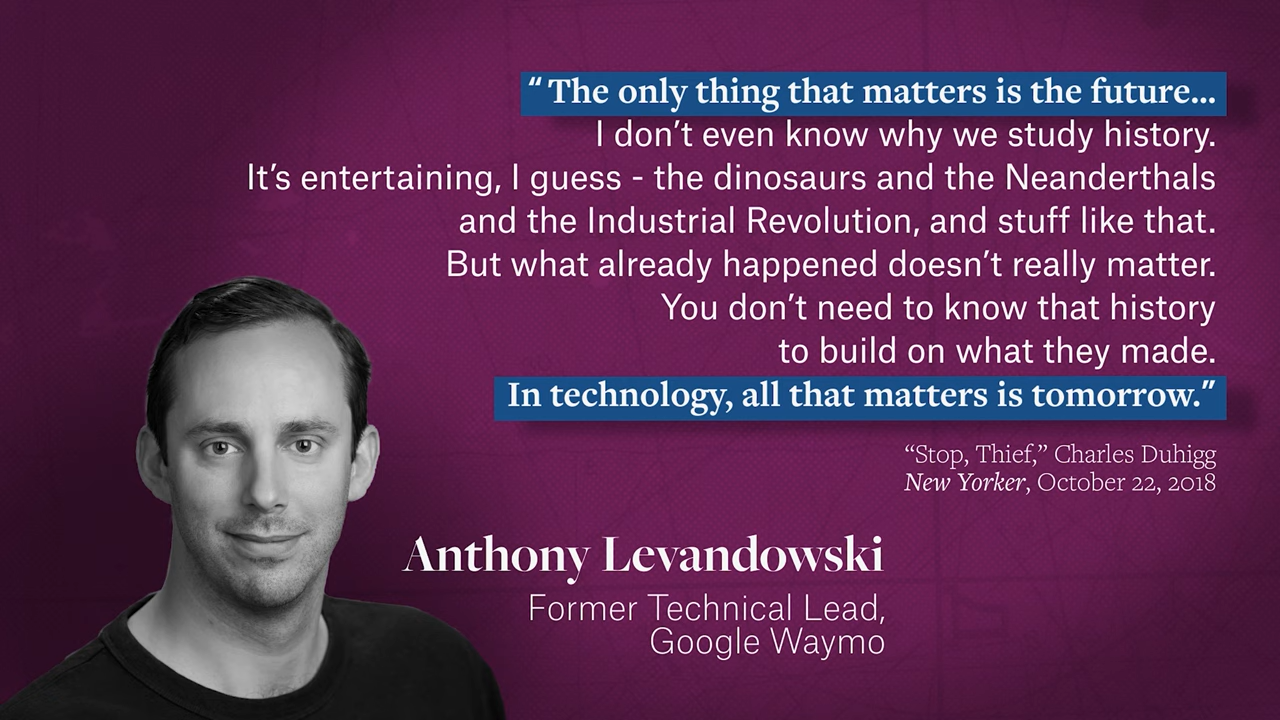 “The only thing that matters is the future...
I don’t even know why we study history.
It’s entertaining, I guess - the dinosaurs and the Neanderthals
and the Industrial Revolution, and stuff like that.
But what already happened doesn’t really matter.
You don’t need to know that history
to build on what they made.
In technology, all that matters is tomorrow.”
“Stop, Thief,” Charles Duhigg
New Yorker, October 22, 2018
Anthony Levandowski
Former Technical Lead,
Google Waymo